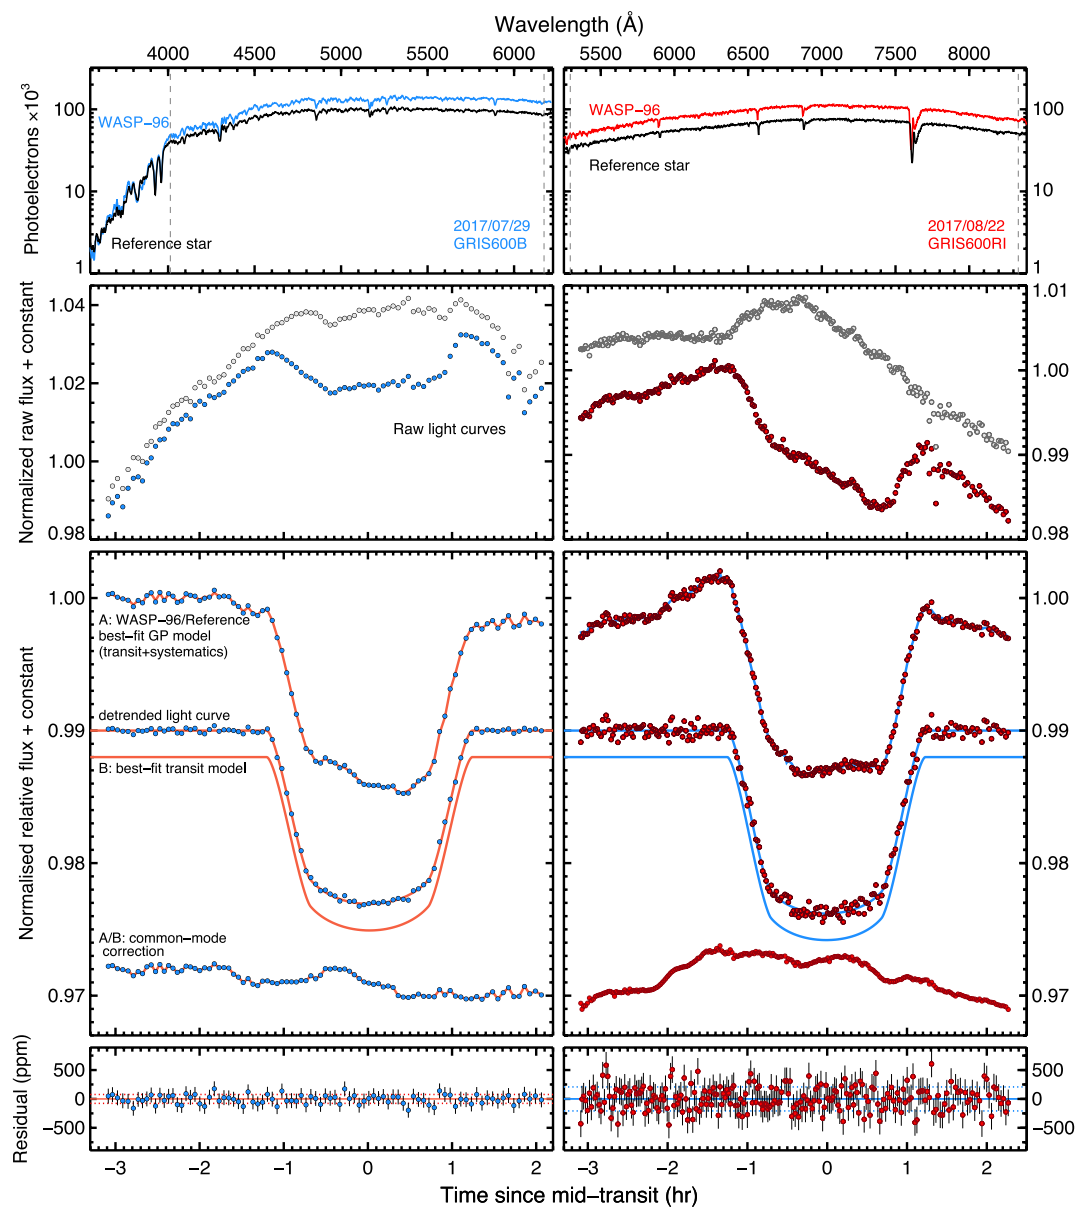 Wavelength (Å)
4000 4500 5000 5500 6000
5500 6000 6500 7000 7500 8000
Photoelectrons ×10³
100
10
1
WASP−96
Reference star
2017/07/29
GRIS600B
WASP−96
Reference star
2017/08/22
GRIS600RI
100
10
1
Normalized raw flux + constant
1.04
1.02
1.00
0.98
Raw light curves
1.01
1.00
0.99
0.98
Normalised relative flux + constant
1.00
0.99
0.98
0.97
A: WASP−96/Reference
best−fit GP model
(transit+systematics)
detrended light curve
B: best−fit transit model
A/B: common−mode
correction
1.00
0.99
0.98
0.97
Residual (ppm)
500
0
−500
500
0
−500
−3 −2 −1 0 1 2
−3 −2 −1 0 1 2
Time since mid−transit (hr)